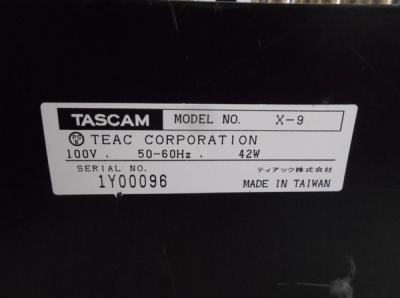 TASCAM MODEL NO. X-9
TEAC CORPORATION
100V . 50-60Hz . 42W
SERIAL NO. ティアック株式会社
1Y00096 MADE IN TAIWAN